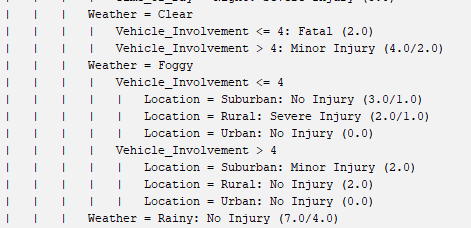 |   |   |   Weather = Clear
|   |   |   |   Vehicle_Involvement <= 4: Fatal (2.0)
|   |   |   |   Vehicle_Involvement > 4: Minor Injury (4.0/2.0)
|   |   |   Weather = Foggy
|   |   |   |   Vehicle_Involvement <= 4
|   |   |   |   |   Location = Suburban: No Injury (3.0/1.0)
|   |   |   |   |   Location = Rural: Severe Injury (2.0/1.0)
|   |   |   |   |   Location = Urban: No Injury (0.0)
|   |   |   |   Vehicle_Involvement > 4
|   |   |   |   |   Location = Suburban: Minor Injury (2.0)
|   |   |   |   |   Location = Rural: No Injury (2.0)
|   |   |   |   |   Location = Urban: No Injury (0.0)
|   |   |   Weather = Rainy: No Injury (7.0/4.0)